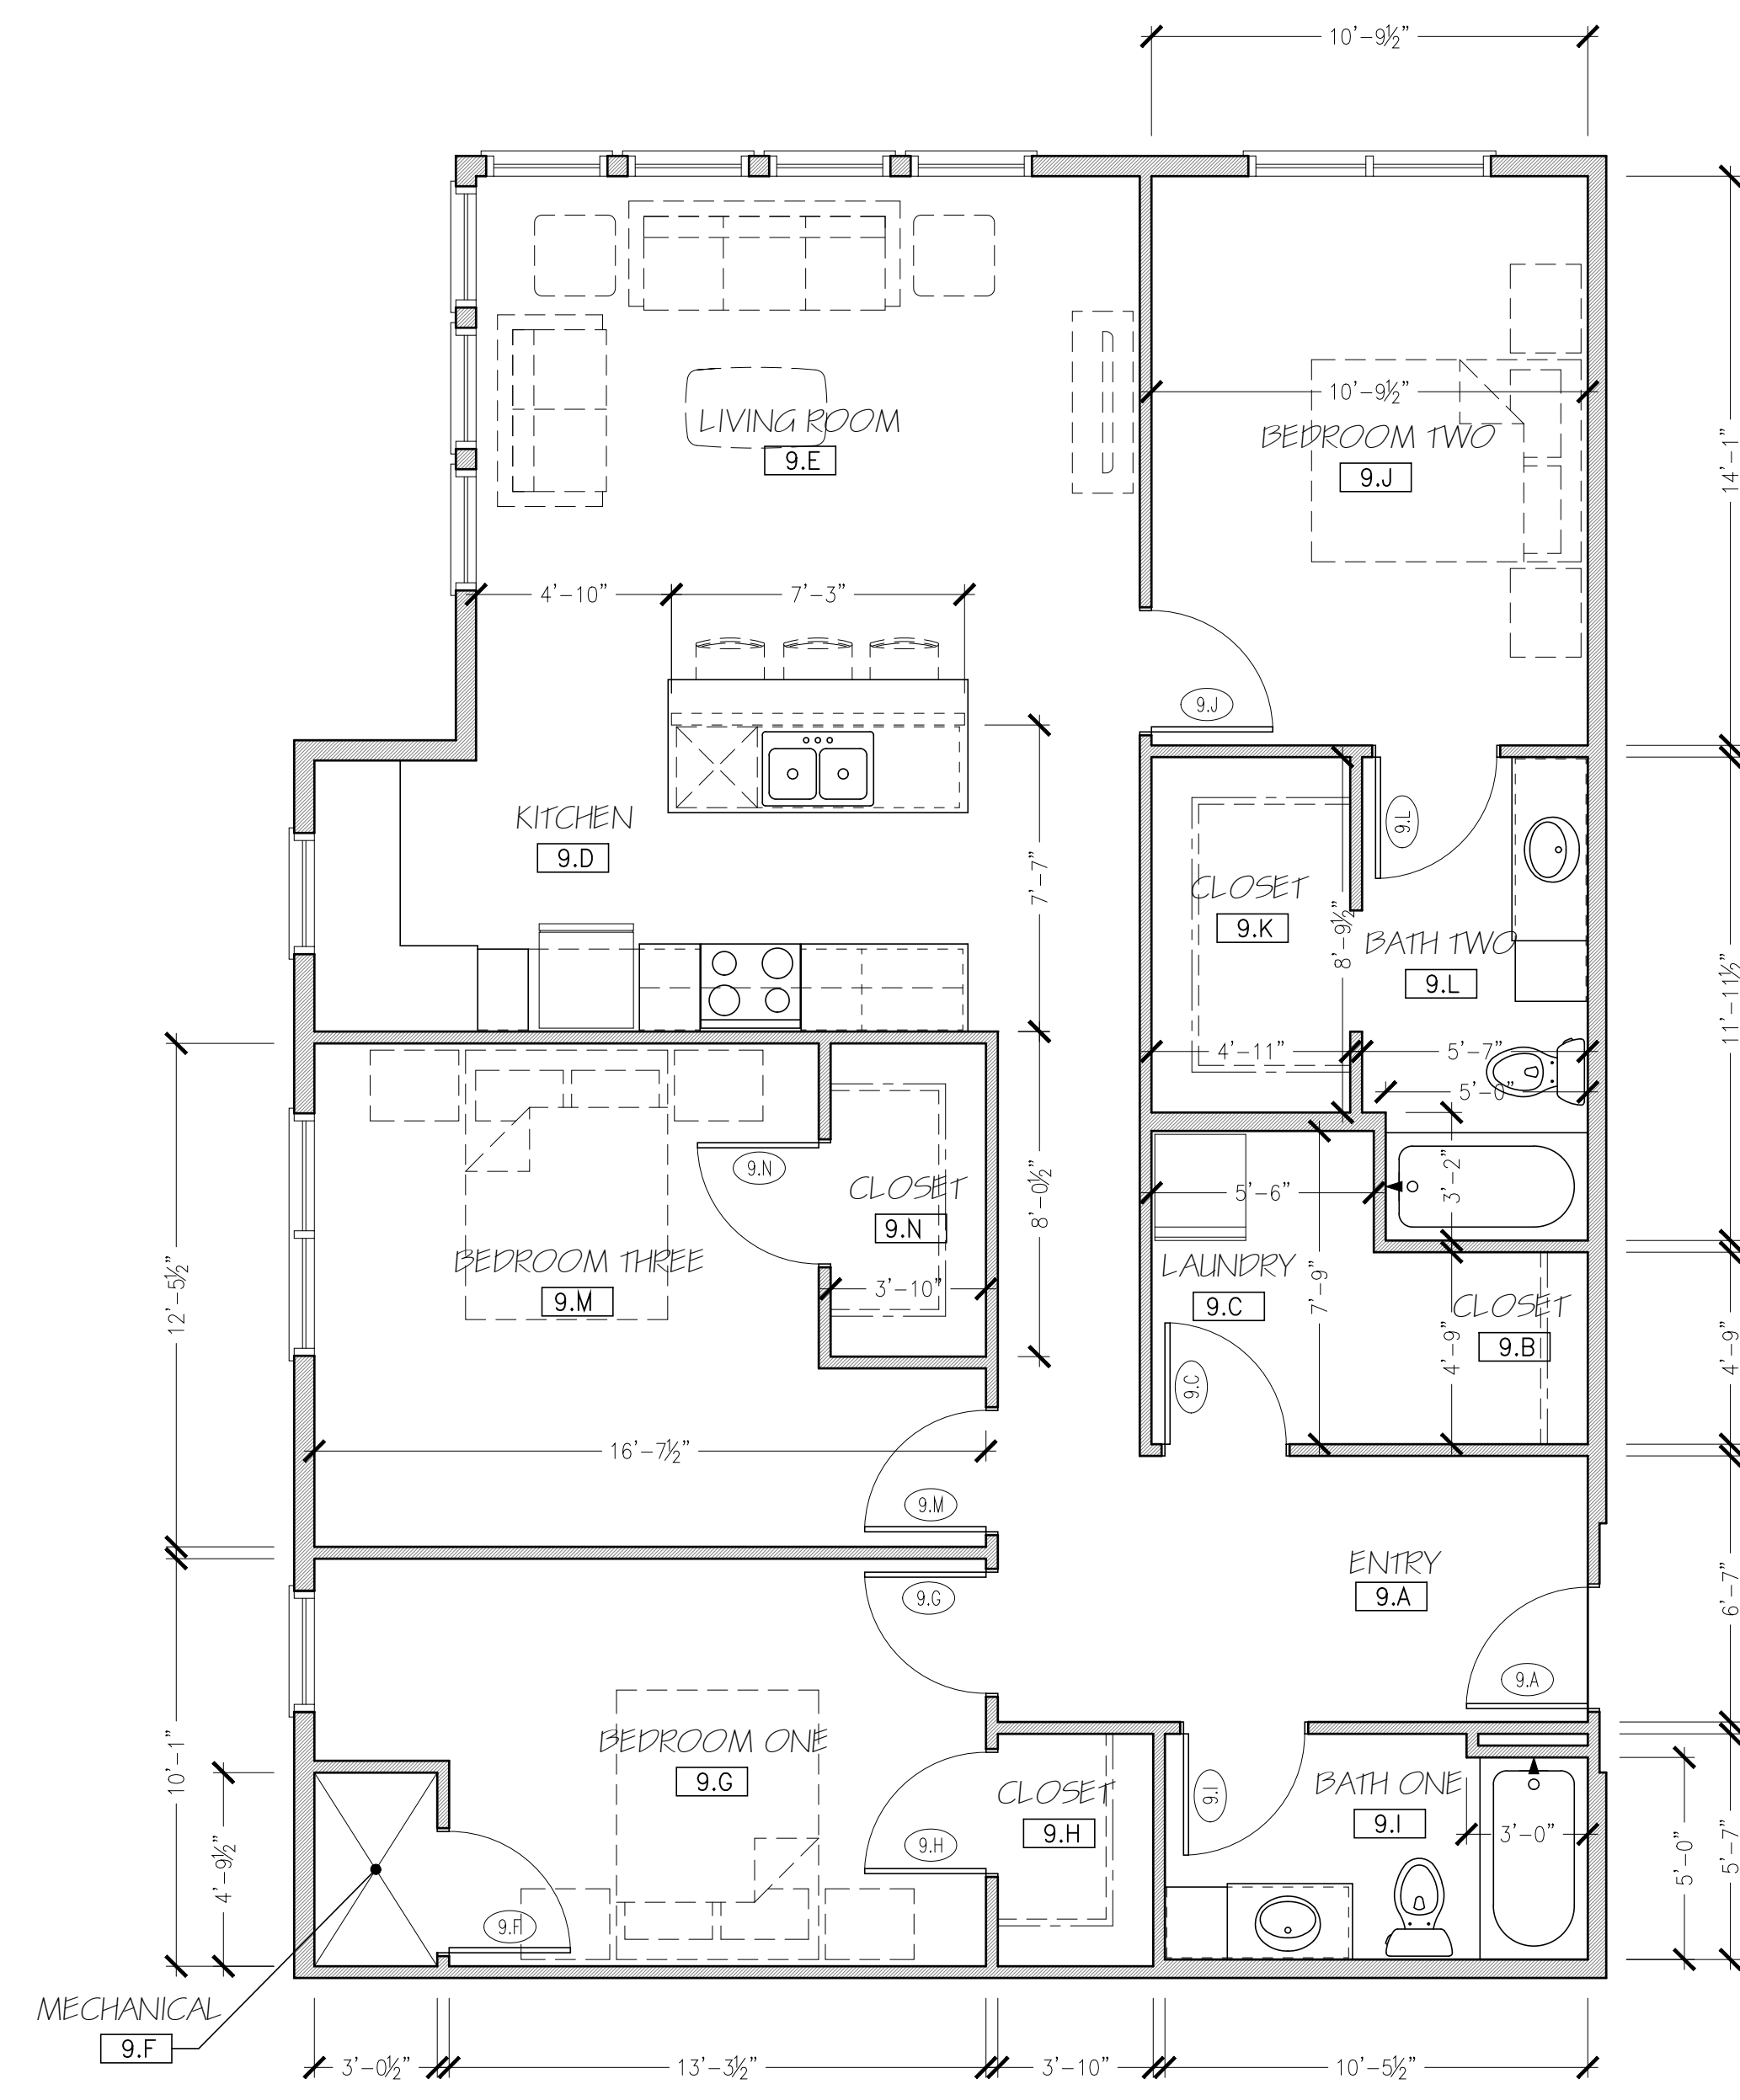 10'-9½"
LIVING ROOM
9.E
10'-9½"
BEDROOM TWO
9.J
14'-1"
4'-10"
7'-3"
9.J
KITCHEN
9.D
7'-7"
9.L
CLOSET
9.K
8'-9½"
BATH TWO
9.L
11'-11½"
4'-11"
5'-7"
5'-0"
9.N
CLOSET
9.N
8'-0½"
3'-10"
BEDROOM THREE
9.M
12'-5½"
5'-6"
3'-2"
LAUNDRY
9.C
7'-9"
CLOSET
9.B
4'-9"
4'-9"
9.C
16'-7½"
9.M
9.G
ENTRY
9.A
6'-7"
9.A
BEDROOM ONE
9.G
10'-1"
4'-9½"
CLOSET
9.H
9.H
9.I
BATH ONE
9.I
3'-0"
5'-0"
5'-7"
9.F
MECHANICAL
9.F
3'-0½"
13'-3½"
3'-10"
10'-5½"